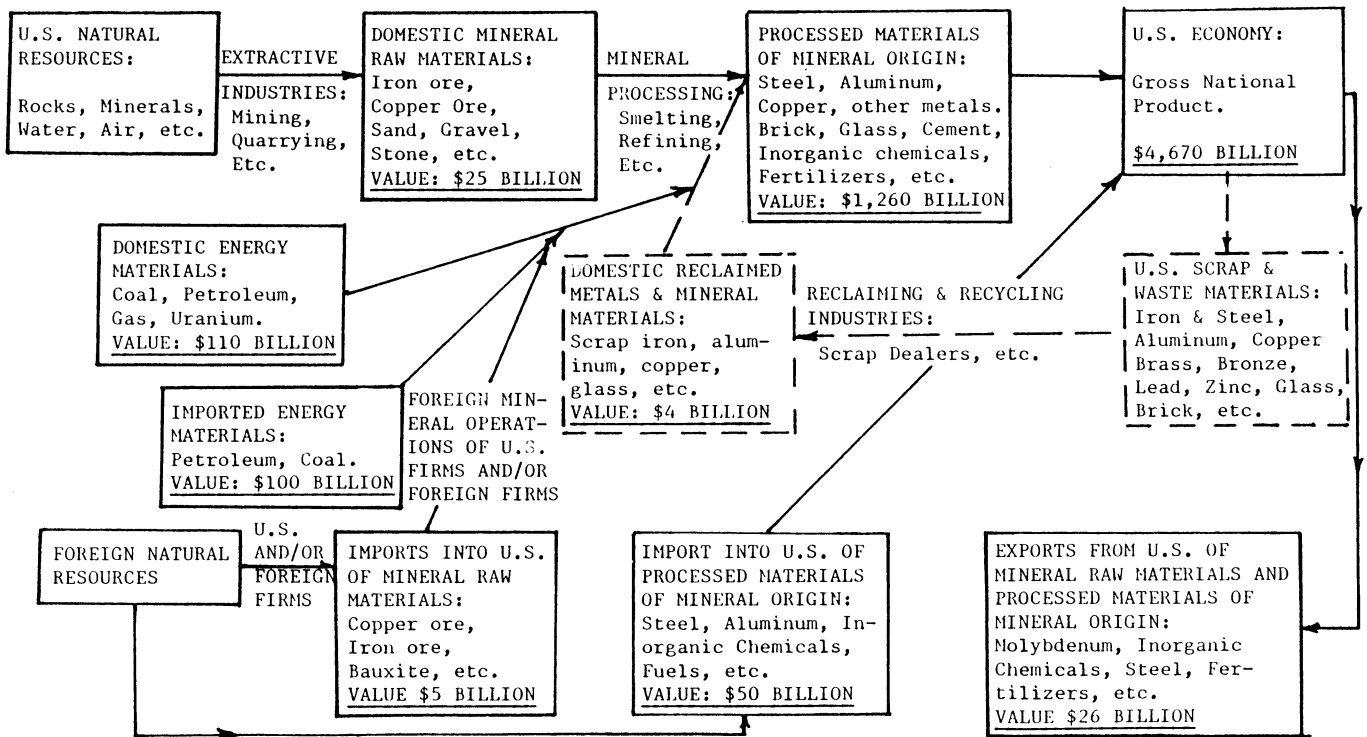 U.S. NATURAL
RESOURCES:
Rocks, Minerals,
Water, Air, etc.
EXTRACTIVE
INDUSTRIES:
Mining,
Quarrying,
Etc.
DOMESTIC MINERAL
RAW MATERIALS:
Iron ore,
Copper Ore,
Sand, Gravel,
Stone, etc.
VALUE: $25 BILLION
MINERAL
PROCESSING:
Smelting,
Refining,
Etc.
PROCESSED MATERIALS
OF MINERAL ORIGIN:
Steel, Aluminum,
Copper, other metals.
Brick, Glass, Cement,
Inorganic chemicals,
Fertilizers, etc.
VALUE: $1,260 BILLION
U.S. ECONOMY:
Gross National
Product.
$4,670 BILLION
DOMESTIC ENERGY
MATERIALS:
Coal, Petroleum,
Gas, Uranium.
VALUE: $110 BILLION
DOMESTIC RECLAIMED
METALS & MINERAL
MATERIALS:
Scrap iron, alum-
inum, copper,
glass, etc.
VALUE: $4 BILLION
RECLAIMING & RECYCLING
INDUSTRIES:
Scrap Dealers, etc.
U.S. SCRAP &
WASTE MATERIALS:
Iron & Steel,
Aluminum, Copper
Brass, Bronze,
Lead, Zinc, Glass,
Brick, etc.
IMPORTED ENERGY
MATERIALS:
Petroleum, Coal.
VALUE: $100 BILLION
FOREIGN MIN-
ERAL OPERAT-
IONS OF U.S.
FIRMS AND/OR
FOREIGN FIRMS
FOREIGN NATURAL
RESOURCES
U.S.
AND/OR
FOREIGN
FIRMS
IMPORTS INTO U.S.
OF MINERAL RAW
MATERIALS:
Copper ore,
Iron ore,
Bauxite, etc.
VALUE $5 BILLION
IMPORT INTO U.S. OF
PROCESSED MATERIALS
OF MINERAL ORIGIN:
Steel, Aluminum, In-
organic Chemicals,
Fuels, etc.
VALUE: $50 BILLION
EXPORTS FROM U.S. OF
MINERAL RAW MATERIALS AND
PROCESSED MATERIALS OF
MINERAL ORIGIN:
Molybdenum, Inorganic
Chemicals, Steel, Fer-
tilizers, etc.
VALUE $26 BILLION